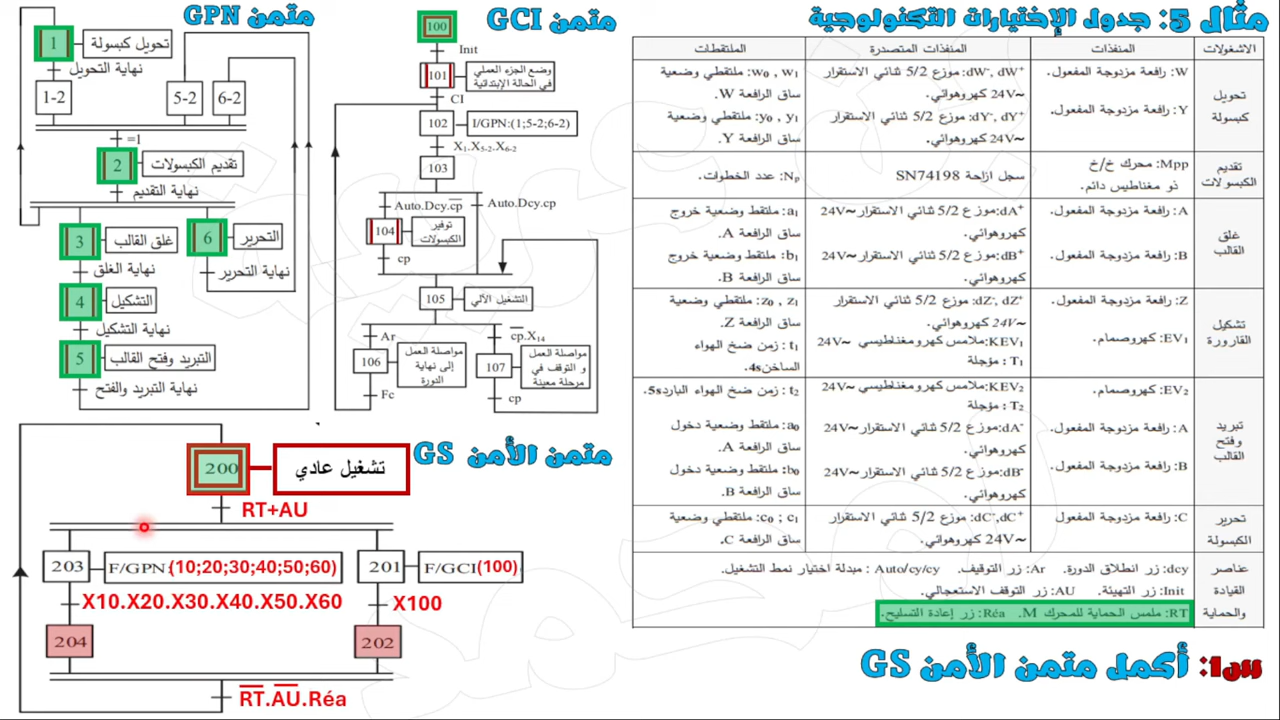 مثال 5: جدول الإختيارات التكنولوجية
متمن GCI
متمن GPN
1
تحويل كبسولة
نهاية التحويل
1-2
5-2
6-2
=1
2
تقديم الكبسولات
نهاية التقديم
3
غلق القالب
6
التحرير
نهاية الغلق
نهاية التحرير
4
التشكيل
نهاية التشكيل
5
التبريد وفتح القالب
نهاية التبريد والفتح
100
Init
101
وضع الجزء العملي
في الحالة الإبتدائية
CI
102
I/GPN:(1;5-2;6-2)
X1.X5-2.X6-2
103
Auto.Dcy.c̅p̅
Auto.Dcy.cp
104
توفير
الكبسولات
cp
105
التشغيل الآلي
Ar
c̅p̅.X14
106
مواصلة العمل
إلى نهاية
الدورة
107
مواصلة العمل
و التوقف في
مرحلة معينة
Fc
cp
الاشغولات
المنفذات
المنفذات المتصدرة
الملتقطات
تحويل
كبسولة
W: رافعة مزدوجة المفعول.
dW⁻, dW⁺: موزع 5/2 ثنائي الاستقرار
24V~ كهروهوائي.
w₀ , w₁: ملتقطي وضعية
ساق الرافعة W.
Y: رافعة مزدوجة المفعول.
dY⁻, dY⁺: موزع 5/2 ثنائي الاستقرار
24V~ كهروهوائي.
y₀ , y₁: ملتقطي وضعية
ساق الرافعة Y.
تقديم
الكبسولات
Mpp: محرك خ/خ
ذو مغناطيس دائم.
سجل ازاحة SN74198
Np: عدد الخطوات.
غلق
القالب
A: رافعة مزدوجة المفعول.
dA⁺:موزع 5/2 ثنائي الاستقرار 24V~
كهروهوائي.
a₁: ملتقط وضعية خروج
ساق الرافعة A.
B: رافعة مزدوجة المفعول.
dB⁺: موزع 5/2 ثنائي الاستقرار 24V~
كهروهوائي.
b₁: ملتقط وضعية خروج
ساق الرافعة B.
تشكيل
القارورة
Z: رافعة مزدوجة المفعول.
dZ⁻, dZ⁺: موزع 5/2 ثنائي الاستقرار
24V~ كهروهوائي.
z₀ , z₁: ملتقطي وضعية
ساق الرافعة Z.
EV₁: كهروصمام.
KEV₁:ملامس كهرومغناطيسي 24V~
T₁ : مؤجلة
t₁ : زمن ضخ الهواء
الساخن4s.
تبريد
وفتح
القالب
EV₂: كهروصمام.
KEV₂:ملامس كهرومغناطيسي 24V~
T₂ : مؤجلة
t₂ : زمن ضخ الهواء البارد5s.
A: رافعة مزدوجة المفعول.
dA⁻: موزع 5/2 ثنائي الاستقرار 24V~
كهروهوائي.
a₀: ملتقط وضعية دخول
ساق الرافعة A.
B: رافعة مزدوجة المفعول.
dB⁻: موزع 5/2 ثنائي الاستقرار 24V~
كهروهوائي.
b₀: ملتقط وضعية دخول
ساق الرافعة B.
تحرير
الكبسولة
C: رافعة مزدوجة المفعول
dC⁻,dC⁺: موزع 5/2 ثنائي الاستقرار
24V~ كهروهوائي.
c₀ ; c₁: ملتقطي وضعية
ساق الرافعة C.
عناصر
القيادة
والحماية
dcy: زر انطلاق الدورة. Ar: زر التوقيف. Auto/cy/cy : مبدلة اختيار نمط التشغيل.
Init: زر التهيئة. AU: زر التوقف الاستعجالي.
RT: ملمس الحماية للمحرك M. Réa: زر إعادة التسليح.
متمن الأمن GS
200
تشغيل عادي
RT+AU
203
F/GPN:(10;20;30;40;50;60)
201
F/GCI(100)
X10.X20.X30.X40.X50.X60
X100
204
202
R̅T̅.A̅U̅.Réa
س1: أكمل متمن الأمن GS